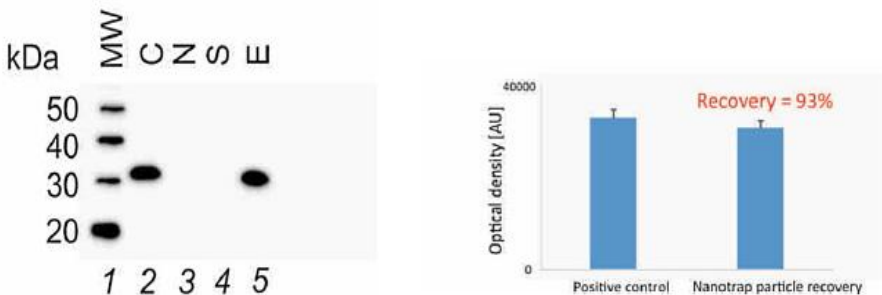 kDa
MW C N S E
50
40
30
20
1 2 3 4 5
40000
Recovery = 93%
Optical density [AU]
0
Positive control Nanotrap particle recovery